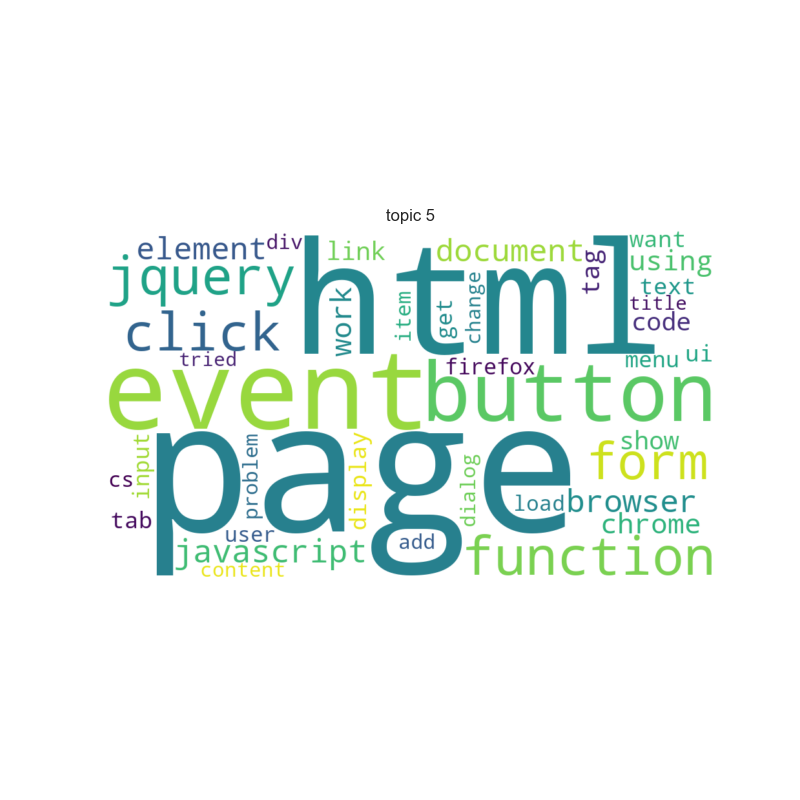 topic 5
element
div
link
document
want
jquery
html
using
tag
text
title
click
work
item
get
change
code
tried
firefox
menu
ui
event
button
page
input
problem
display
dialog
show
form
cs
tab
user
load
browser
chrome
add
javascript
function
content